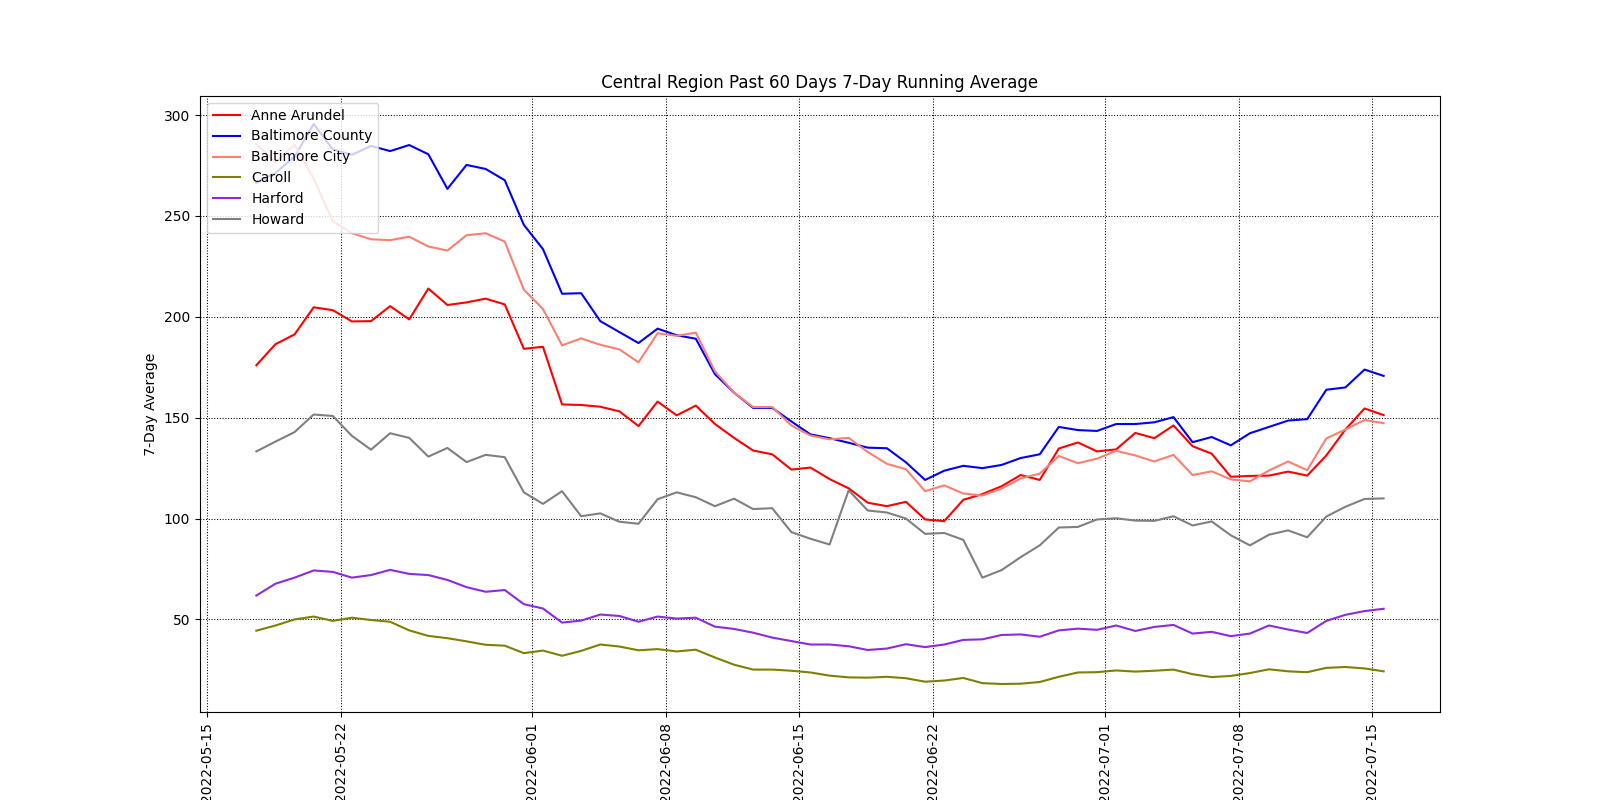 Central Region Past 60 Days 7-Day Running Average
Anne Arundel
Baltimore County
Baltimore City
Caroll
Harford
Howard
7-Day Average
300
250
200
150
100
50
2022-05-15
2022-05-22
2022-06-01
2022-06-08
2022-06-15
2022-06-22
2022-07-01
2022-07-08
2022-07-15